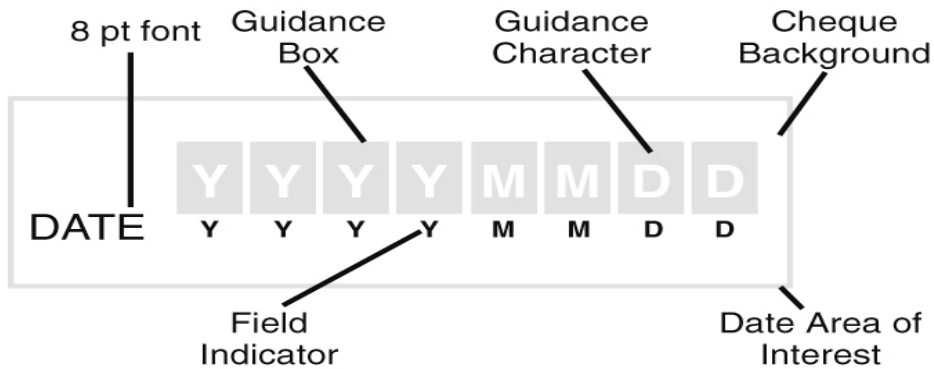 8 pt font
Guidance
Box
Guidance
Character
Cheque
Background
Y Y Y Y M M D D
DATE
Y Y Y Y M M D D
Field
Indicator
Date Area of
Interest